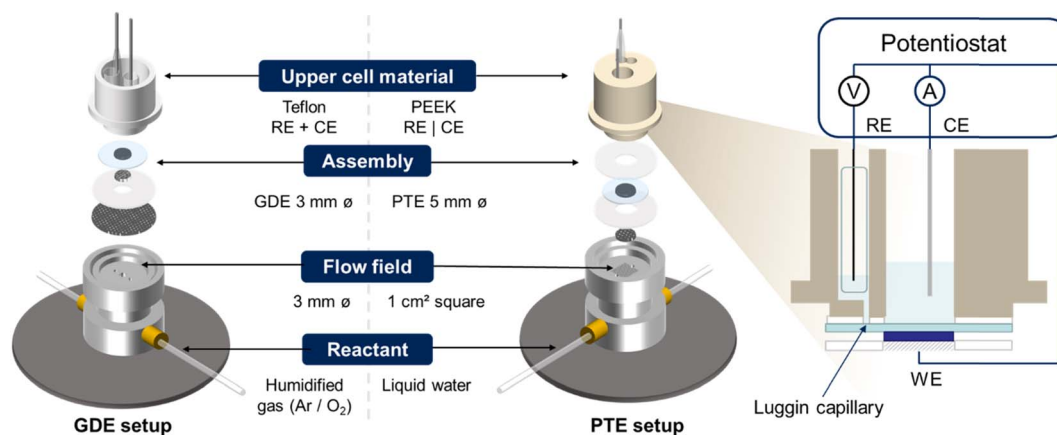 Upper cell material
Teflon
RE + CE
PEEK
RE | CE
Assembly
GDE 3 mm ø
PTE 5 mm ø
Flow field
3 mm ø
1 cm² square
Reactant
Humidified
gas (Ar / O₂)
Liquid water
GDE setup
PTE setup
Potentiostat
V
A
RE
CE
WE
Luggin capillary